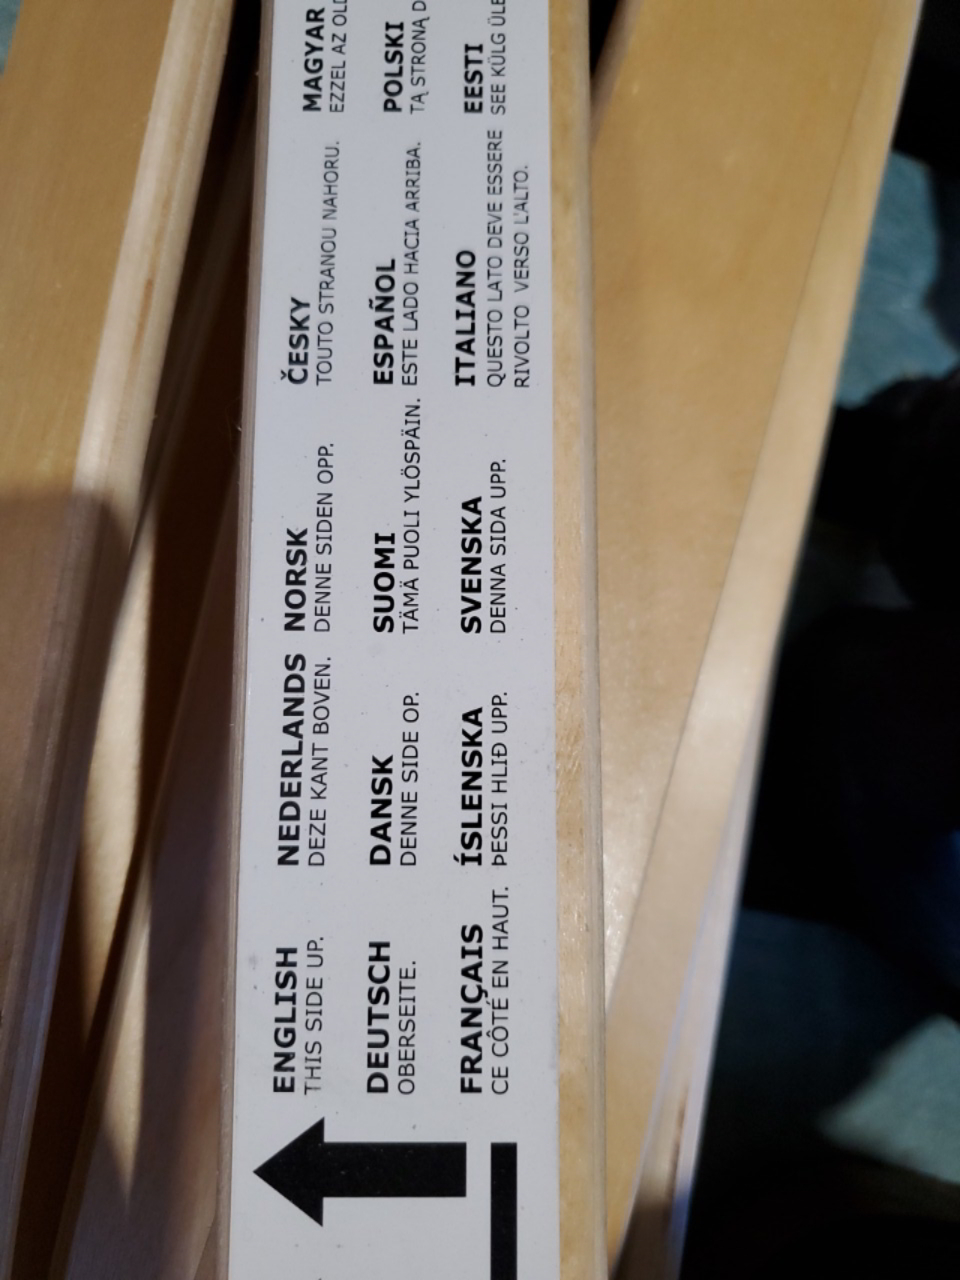 ENGLISH
THIS SIDE UP.
DEUTSCH
OBERSEITE.
FRANÇAIS
CE CÔTÉ EN HAUT.
NEDERLANDS
DEZE KANT BOVEN.
DANSK
DENNE SIDE OP.
ÍSLENSKA
ÞESSI HLIÐ UPP.
NORSK
DENNE SIDEN OPP.
SUOMI
TÄMÄ PUOLI YLÖSPÄIN.
SVENSKA
DENNA SIDA UPP.
ČESKY
TOUTO STRANOU NAHORU.
ESPAÑOL
ESTE LADO HACIA ARRIBA.
ITALIANO
QUESTO LATO DEVE ESSERE
RIVOLTO VERSO L'ALTO.
MAGYAR
EZZEL AZ
POLSKI
TĄ STRONĄ
EESTI
SEE KÜLG